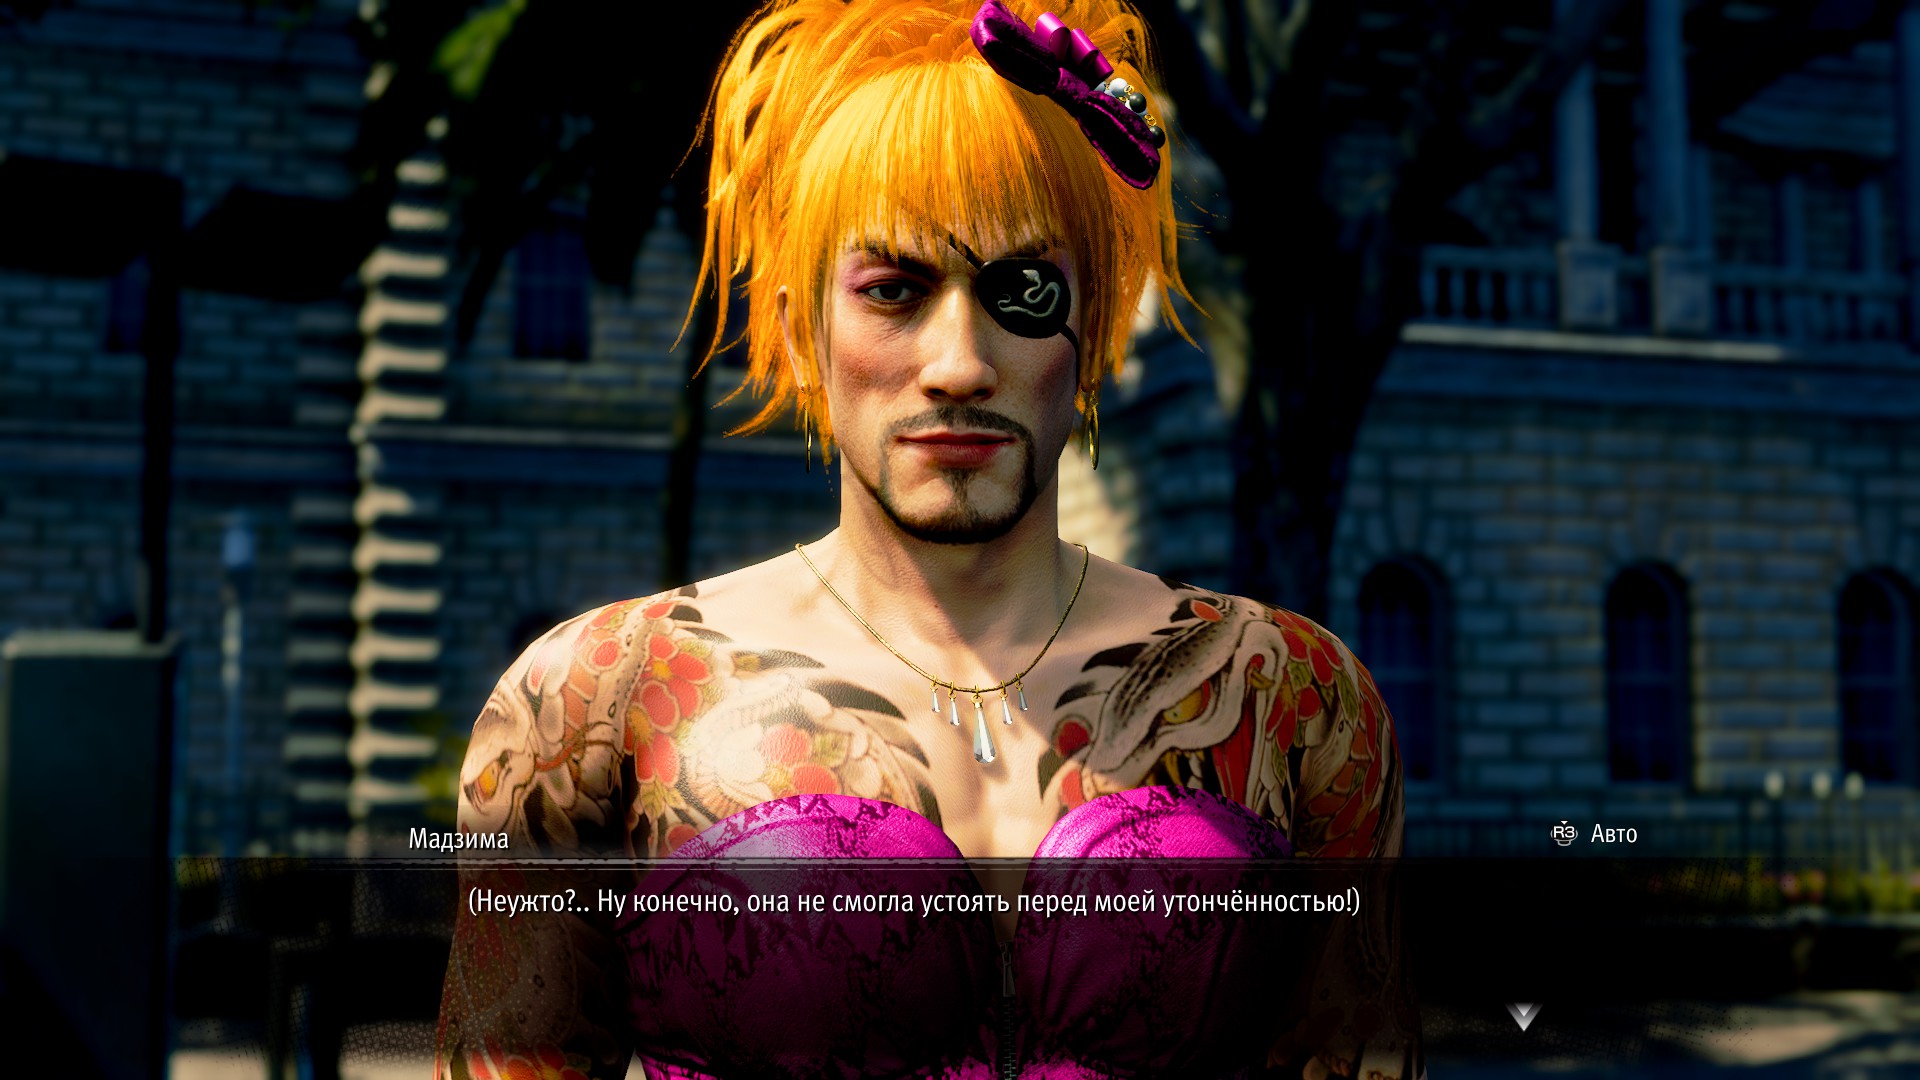 Мадзима
R3 Авто
(Неужто?.. Ну конечно, она не смогла устоять перед моей утончённостью!)